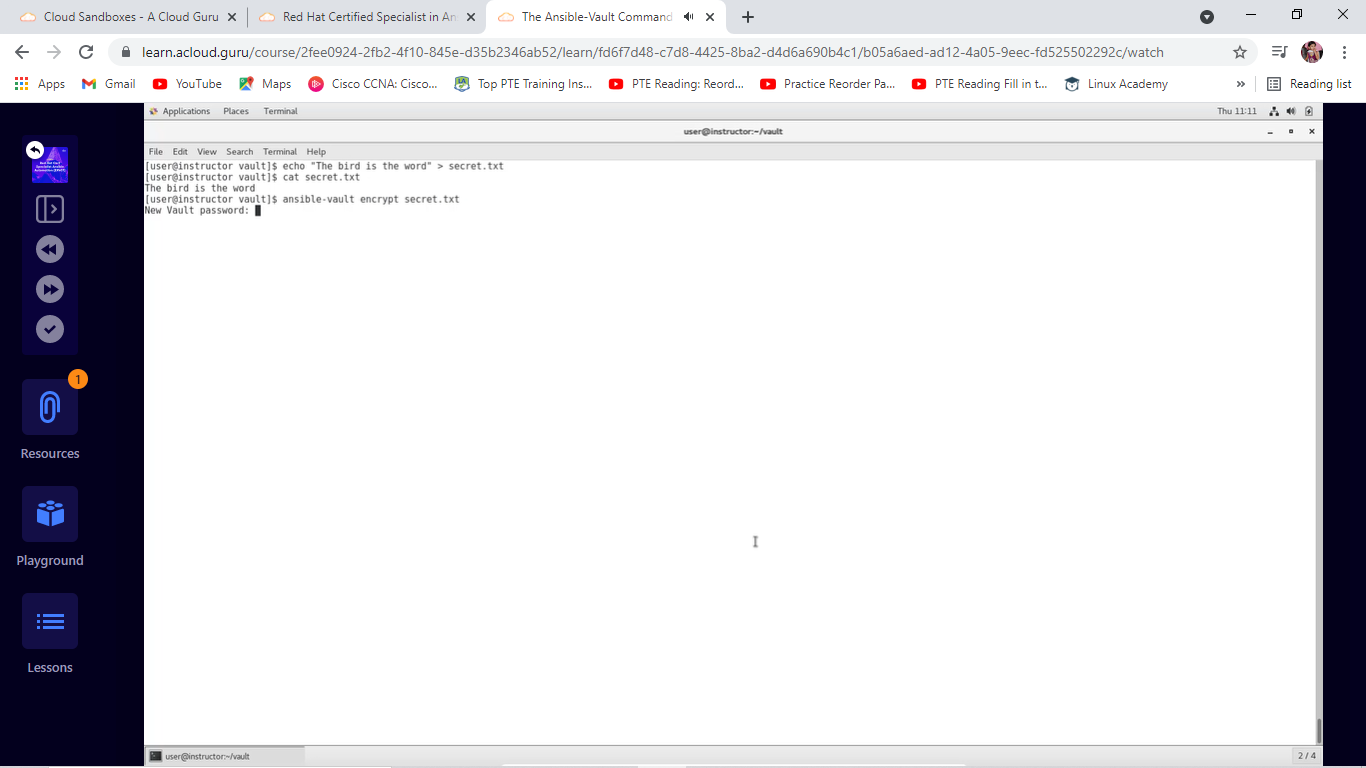 Cloud Sandboxes - A Cloud Guru
Red Hat Certified Specialist in An
The Ansible-Vault Command
learn.acloud.guru/course/2fee0924-2fb2-4f10-845e-d35b2346ab52/learn/fd6f7d48-c7d8-4425-8ba2-d4d6a690b4c1/b05a6aed-ad12-4a05-9eec-fd525502292c/watch
Apps Gmail YouTube Maps Cisco CCNA: Cisco... Top PTE Training Ins... PTE Reading: Reord... Practice Reorder Pa... PTE Reading Fill in t... Linux Academy » Reading list
Applications Places Terminal Thu 11:11
user@instructor:~/vault
File Edit View Search Terminal Help
[user@instructor vault]$ echo "The bird is the word" > secret.txt
[user@instructor vault]$ cat secret.txt
The bird is the word
[user@instructor vault]$ ansible-vault encrypt secret.txt
New Vault password:
1
Resources
Playground
Lessons
user@instructor:~/vault
2 / 4